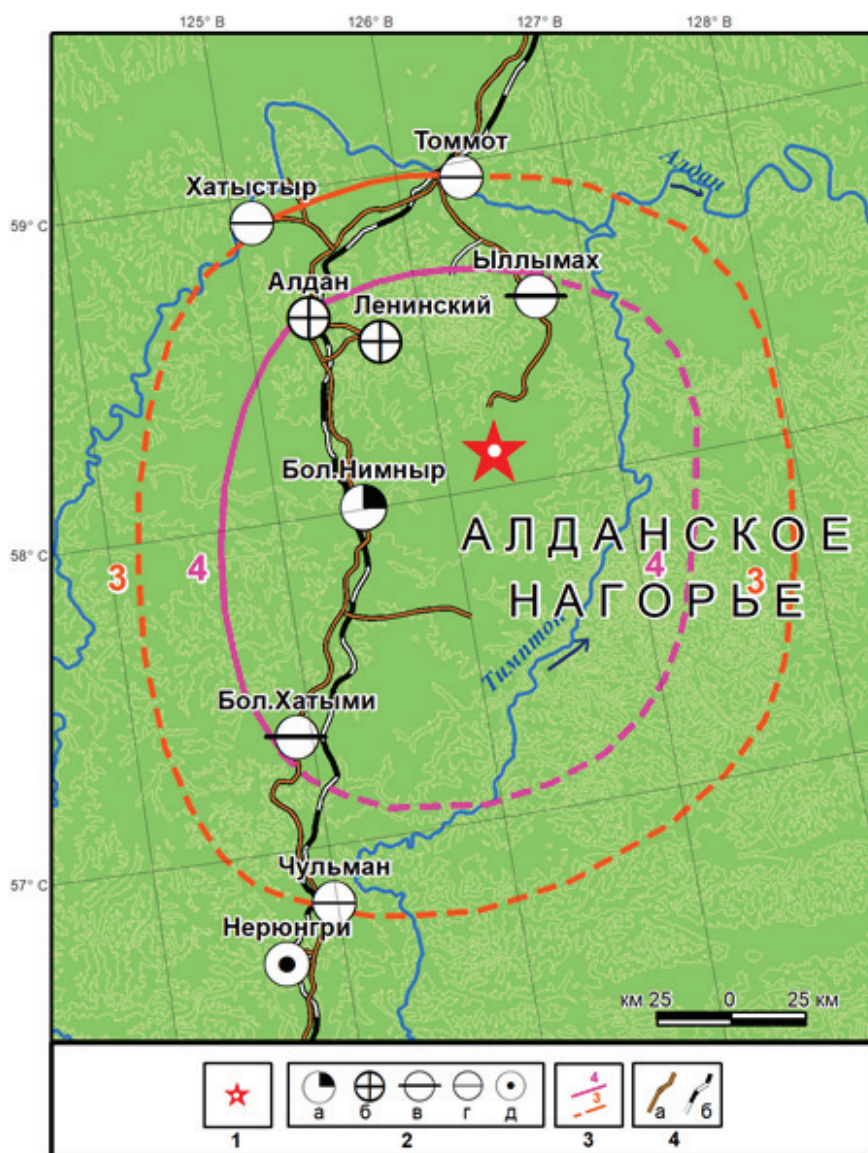 125° В 126° В 127° В 128° В
Томмот
Алдан
Хатыстыр
59° С
Ыллымах
Алдан
Ленинский
Бол.Нимныр
АЛДАНСКОЕ
58° С
3 4 4 3
НАГОРЬЕ
Тимптон
Бол.Хатыми
57° С
Чульман
Нерюнгри
км 25 0 25 км
4
3
а б в г д
а б
1 2 3 4